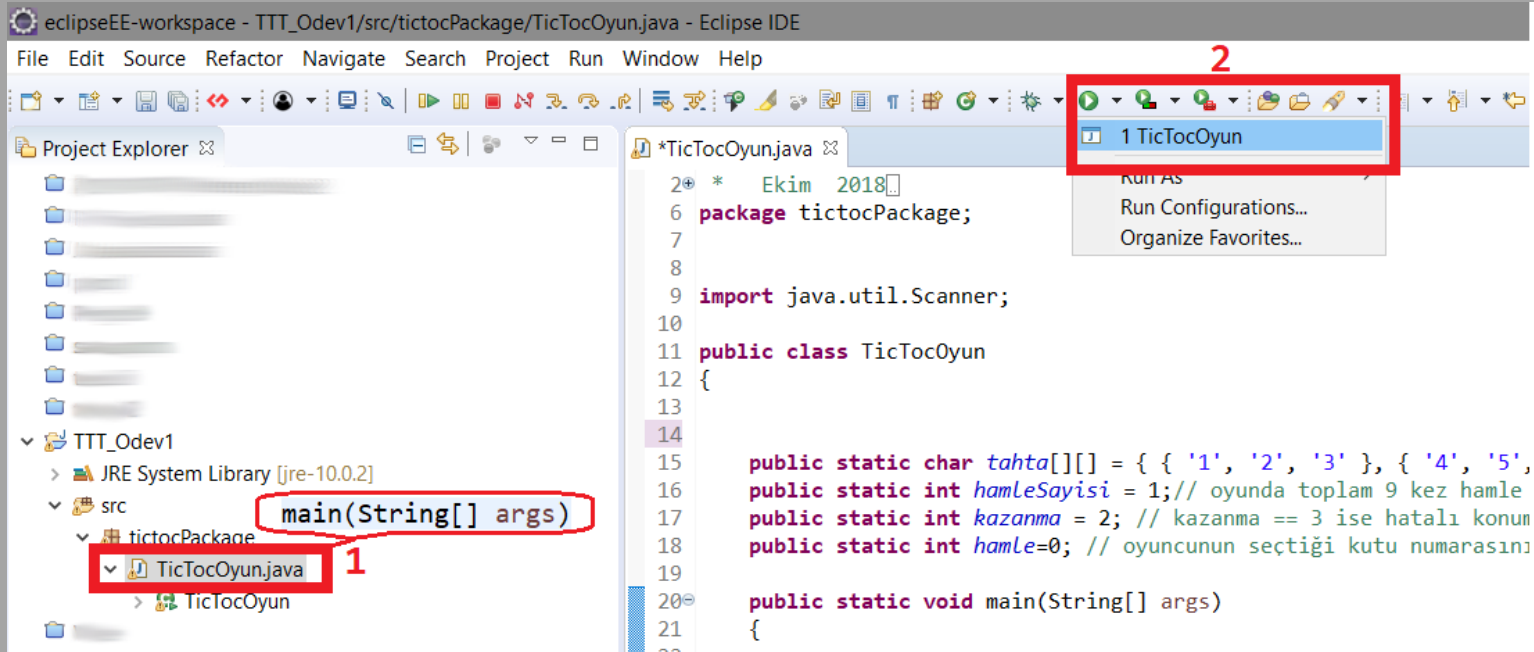 eclipseEE-workspace - TTT_Odev1/src/tictocPackage/TicTocOyun.java - Eclipse IDE
File Edit Source Refactor Navigate Search Project Run Window Help
2
Project Explorer
TTT_Odev1
JRE System Library [jre-10.0.2]
src
main(String[] args)
tictocPackage
TicTocOyun.java
1
TicTocOyun
*TicTocOyun.java
1 TicTocOyun
Run As
Run Configurations...
Organize Favorites...
2 * Ekim 2018
6 package tictocPackage;
7
8
9 import java.util.Scanner;
10
11 public class TicTocOyun
12 {
13
14
15 public static char tahta[][] = { { '1', '2', '3' }, { '4', '5',
16 public static int hamleSayisi = 1;// oyunda toplam 9 kez hamle
17 public static int kazanma = 2; // kazanma == 3 ise hatalı konum
18 public static int hamle=0; // oyuncunun seçtiği kutu numarasını
19
20 public static void main(String[] args)
21 {